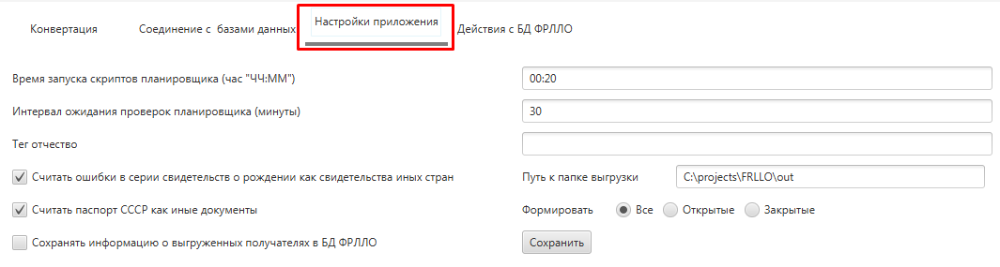 Конвертация Соединение с базами данных Настройки приложения Действия с БД ФРЛЛО
Время запуска скриптов планировщика (час "ЧЧ:ММ") 00:20
Интервал ожидания проверок планировщика (минуты) 30
Тег отчество
Считать ошибки в серии свидетельств о рождении как свидетельства иных стран Путь к папке выгрузки C:\projects\FRLLO\out
Считать паспорт СССР как иные документы Формировать Все Открытые Закрытые
Сохранять информацию о выгруженных получателях в БД ФРЛЛО Сохранить